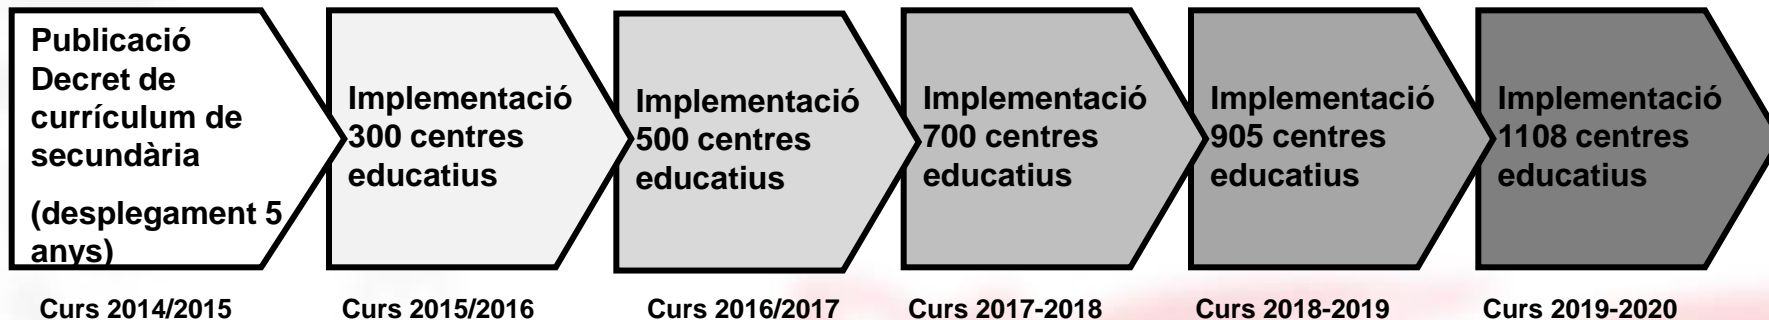 Publicació
Decret de
currículum de
secundària
(desplegament 5
anys)
Implementació
300 centres
educatius
Implementació
500 centres
educatius
Implementació
700 centres
educatius
Implementació
905 centres
educatius
Implementació
1108 centres
educatius
Curs 2014/2015
Curs 2015/2016
Curs 2016/2017
Curs 2017-2018
Curs 2018-2019
Curs 2019-2020